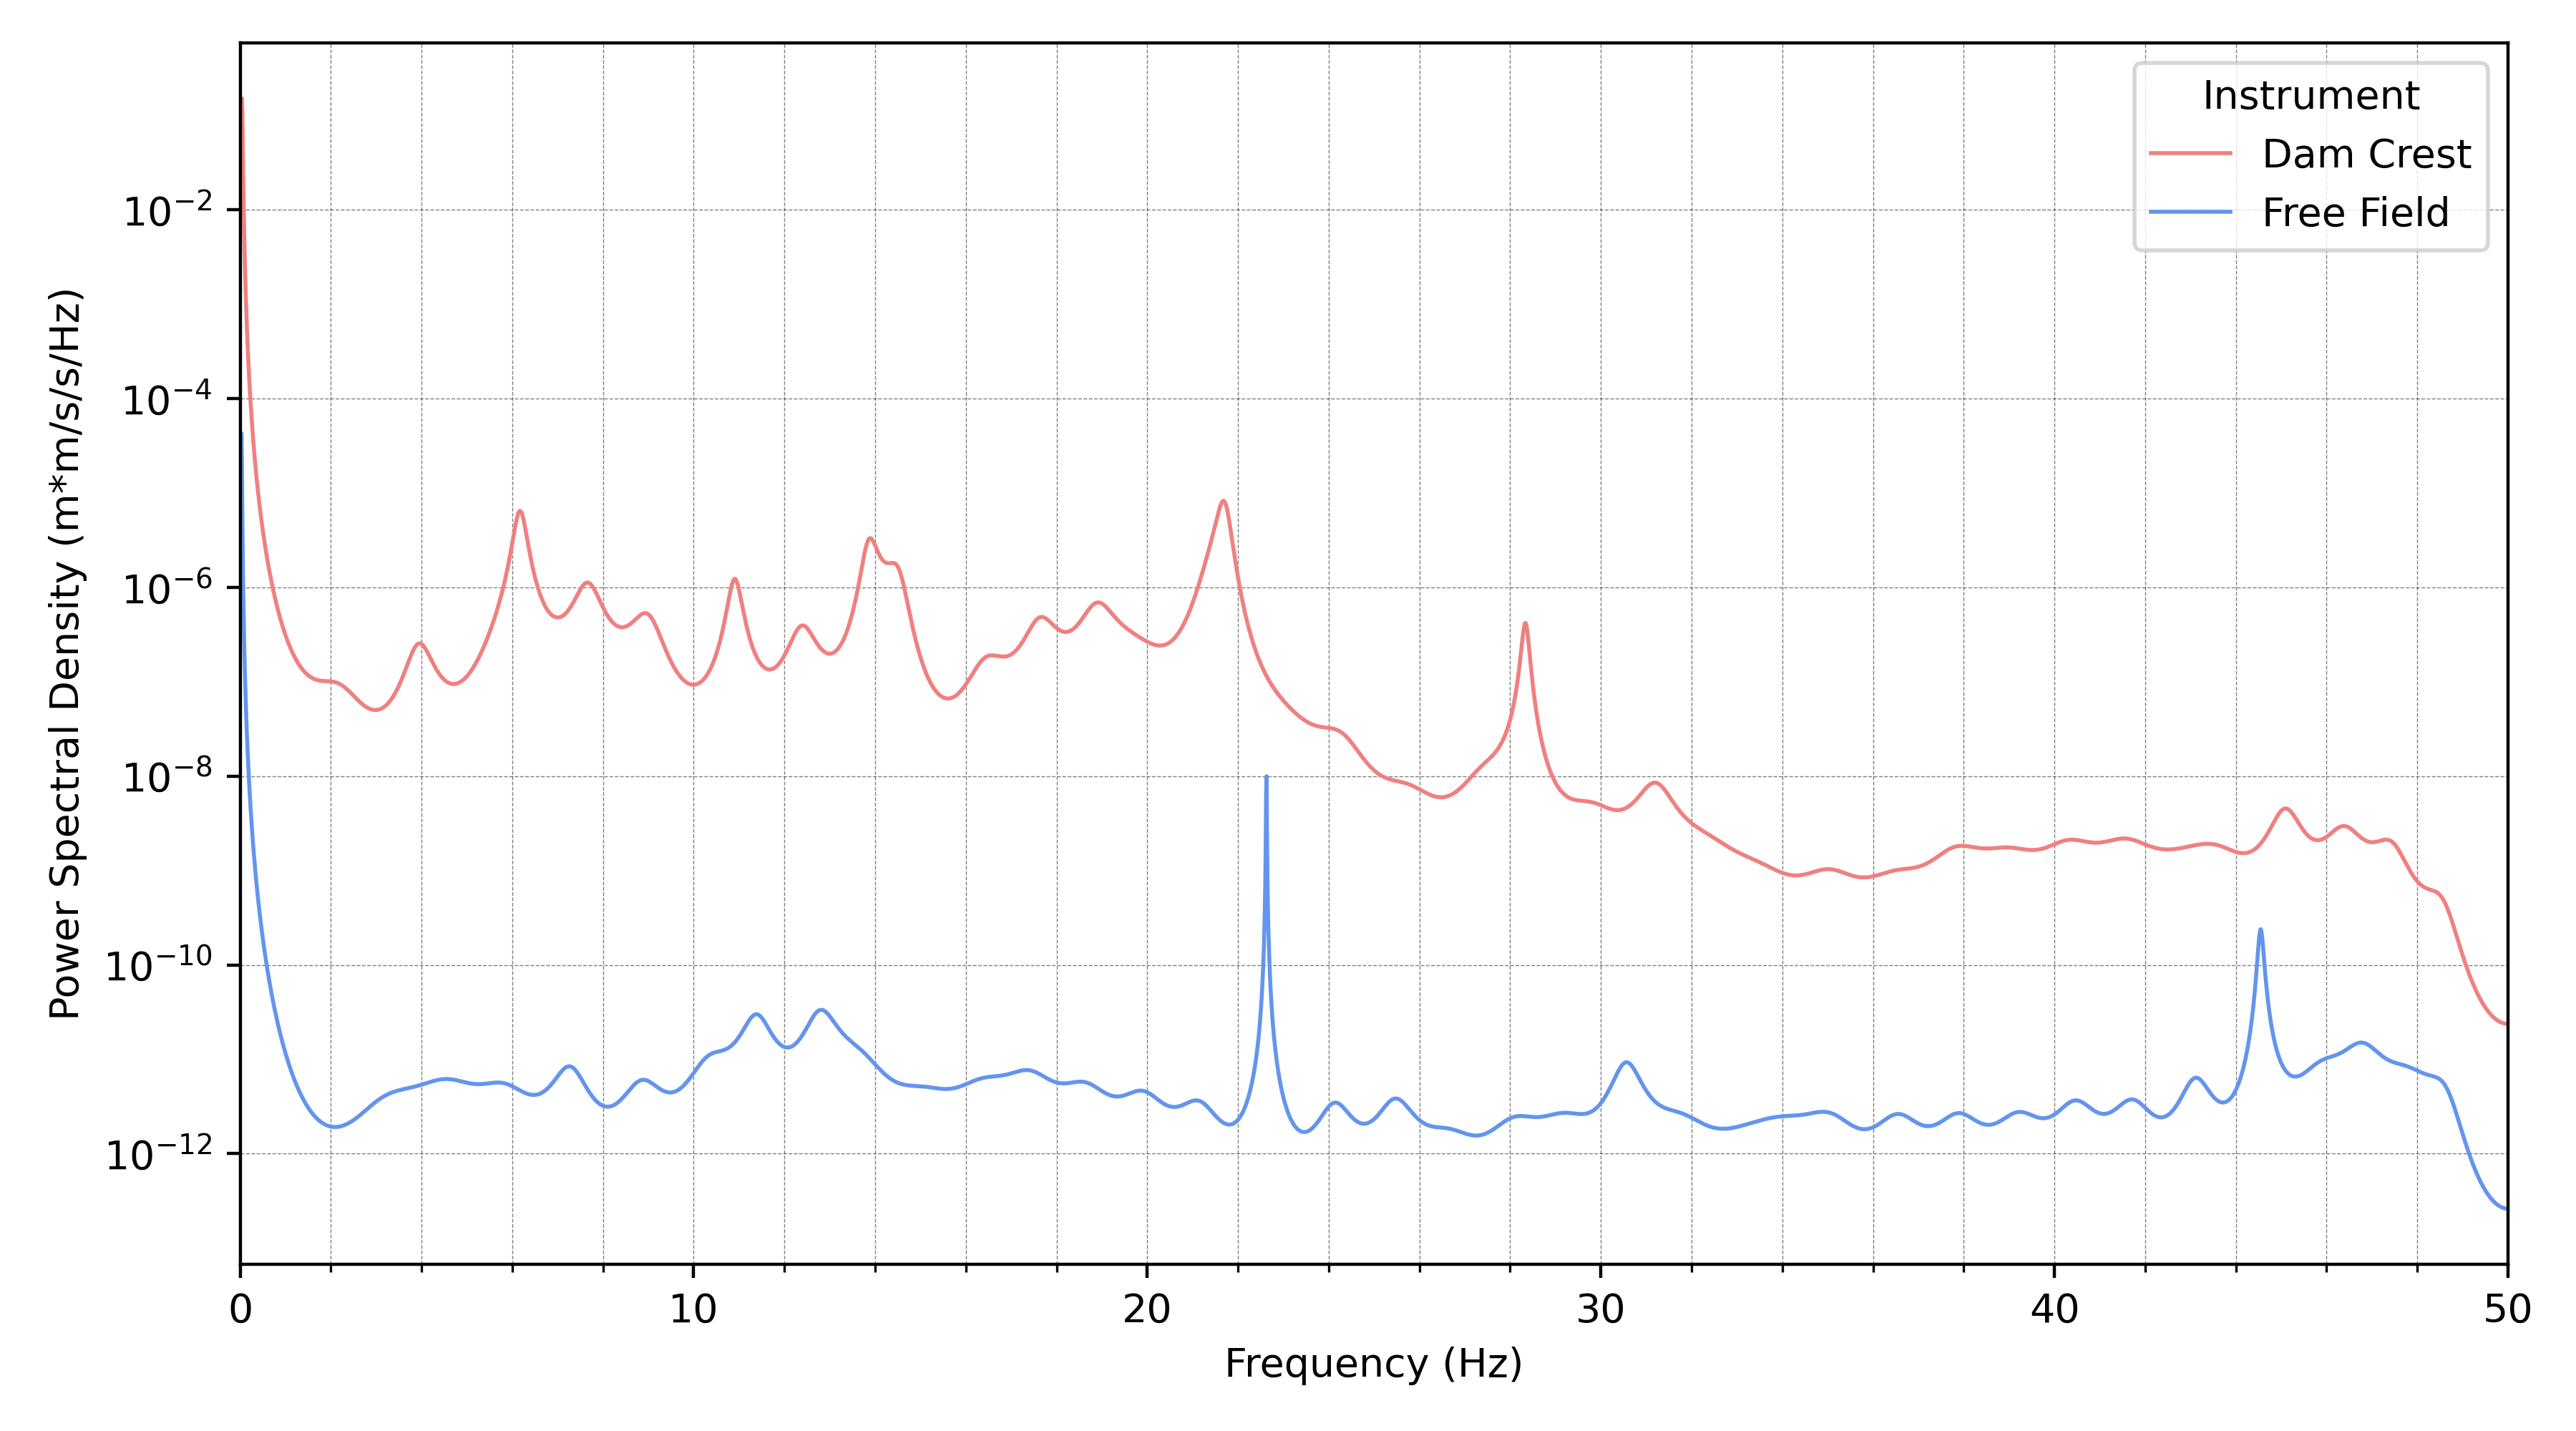 Instrument
Dam Crest
Free Field
Power Spectral Density (m*m/s/s/Hz)
10⁻²
10⁻⁴
10⁻⁶
10⁻⁸
10⁻¹⁰
10⁻¹²
0 10 20 30 40 50
Frequency (Hz)